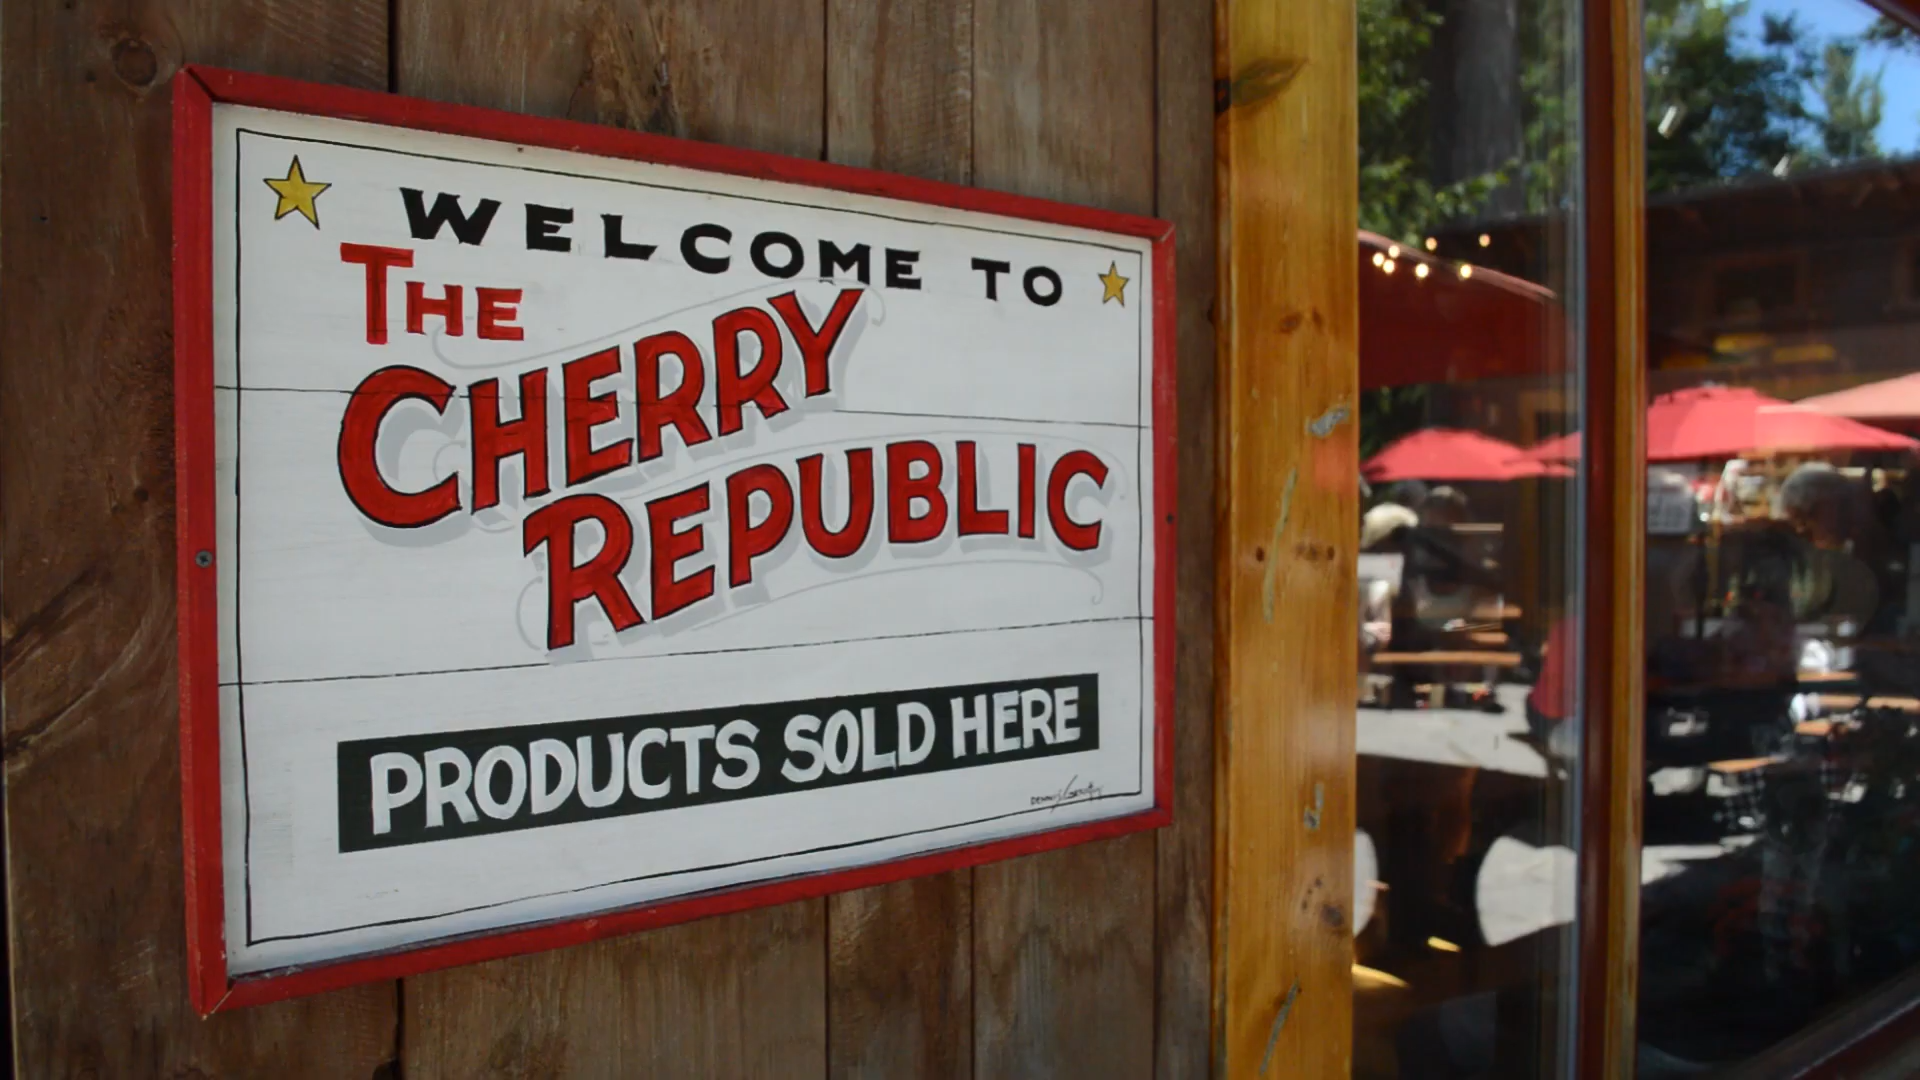 WELCOME TO
THE
CHERRY
REPUBLIC
PRODUCTS SOLD HERE